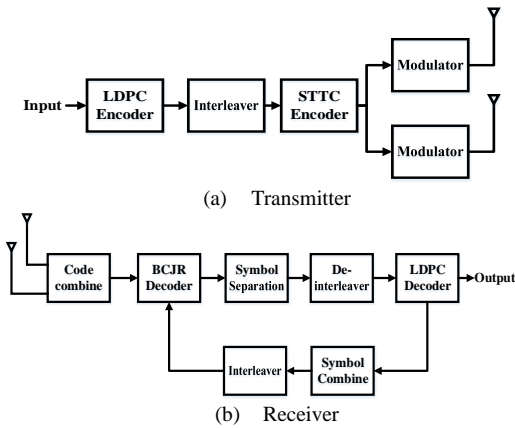 Modulator
Input
LDPC
Encoder
Interleaver
STTC
Encoder
Modulator
(a) Transmitter
Code
combine
BCJR
Decoder
Symbol
Separation
De-
interleaver
LDPC
Decoder
Output
Interleaver
Symbol
Combine
(b) Receiver